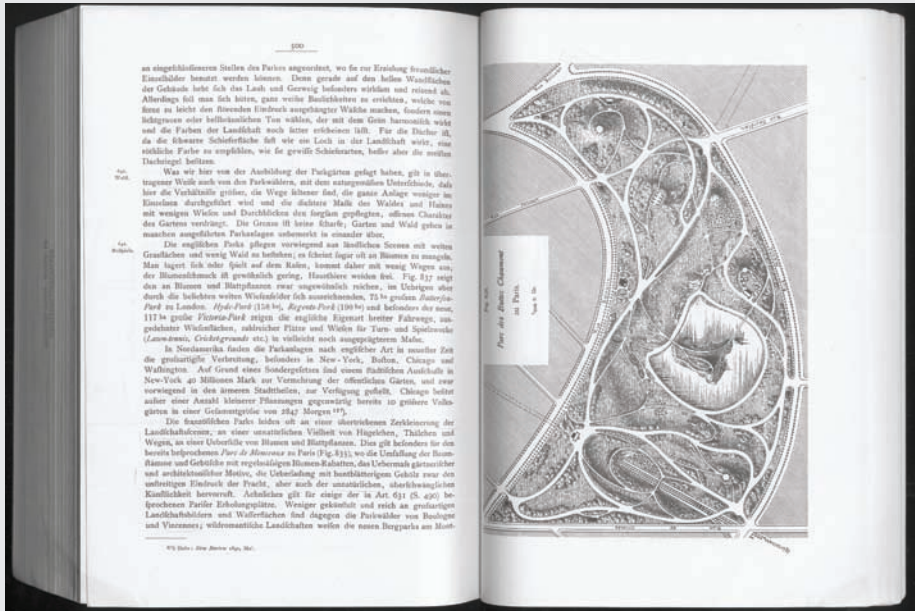 500
an eingeschlosseneren Stellen des Parkes angeordnet, wo sie zur Erzielung freundlicher
Einzelbilder benutzt werden können. Denn gerade auf den hellen Wandflächen
der Gebäude hebt sich das Laub und Gezweig besonders wirksam und reizend ab.
Allerdings soll man sich hüten, ganz weiße Baulichkeiten zu errichten, welche von
ferne zu leicht den störenden Eindruck ausgehängter Wäsche machen, sondern einen
lichtgrauen oder hellbräunlichen Ton wählen, der mit dem Grün harmonisch wirkt
und die Farben der Landschaft noch satter erscheinen läßt. Für die Dächer ist,
da die schwarze Schieferfläche fast wie ein Loch in der Landschaft wirkt, eine
röthliche Farbe zu empfehlen, wie sie gewisse Schieferarten, besser aber die meisten
Dachziegel besitzen.
Wald.
Was wir hier von der Ausbildung der Parkgärten gesagt haben, gilt in über-
tragener Weise auch von den Parkwäldern, mit dem naturgemäßen Unterschiede, daß
hier die Verhältnisse größer, die Wege seltener sind, die ganze Anlage weniger im
Einzelnen durchgeführt wird und die dichtere Masse des Waldes und Haines
mit wenigen Wiesen und Durchblicken den sorgsam gepflegten, offenen Charakter
des Gartens verdrängt. Die Grenze ist keine scharfe; Garten und Wald gehen in
manchen ausgeführten Parkanlagen unbemerkt in einander über.
Beispiele.
Die englischen Parks pflegen vorwiegend aus ländlichen Scenen mit weiten
Grasflächen und wenig Wald zu bestehen; es scheint sogar oft an Bäumen zu mangeln.
Man lagert sich oder spielt auf dem Rasen, kommt daher mit wenig Wegen aus;
der Blumenschmuck ist gewöhnlich gering, Hausthiere weiden frei. Fig. 837 zeigt
den an Blumen und Blattpflanzen zwar ungewöhnlich reichen, im Uebrigen aber
durch die beliebten weiten Wiesenfelder sich auszeichnenden, 75 ha großen Battersea-
Park zu London. Hyde-Park (158 ha), Regents-Park (190 ha) und besonders der neue,
117 ha große Victoria-Park zeigen die englische Eigenart breiter Fahrwege, aus-
gedehnter Wiesenflächen, zahlreicher Plätze und Wiesen für Turn- und Spielzwecke
(Lawn-tennis, Cricketgrounds etc.) in vielleicht noch ausgeprägterem Maße.
In Nordamerika finden die Parkanlagen nach englischer Art in neuester Zeit
die großartigste Verbreitung, besonders in New-York, Boston, Chicago und
Washington. Auf Grund eines Sondergesetzes sind einem städtischen Ausschusse in
New-York 40 Millionen Mark zur Vermehrung der öffentlichen Gärten, und zwar
vorwiegend in den ärmeren Stadttheilen, zur Verfügung gestellt. Chicago besitzt
außer einer Anzahl kleinerer Pflanzungen gegenwärtig bereits 10 größere Volks-
gärten in einer Gesammtgröße von 2847 Morgen
Die französischen Parks leiden oft an einer übertriebenen Zerkleinerung der
Landschaftsscenen, an einer unnatürlichen Vielheit von Hügelchen, Thälchen und
Wegen, an einer Ueberfülle von Blumen und Blattpflanzen. Dies gilt besonders für den
bereits besprochenen Parc de Monceaux zu Paris (Fig. 835), wo die Umfassung der Baum-
stämme und Gebüsche mit regelmäßigen Blumen-Rabatten, das Uebermaß gärtnerischer
und architektonischer Motive, die Ueberladung mit buntblätterigem Gehölz zwar den
unstreitigen Eindruck der Pracht, aber auch der unnatürlichen, überschwänglichen
Künstlichkeit hervorruft. Aehnliches gilt für einige der in Art. 631 (S. 490) be-
sprochenen Pariser Erholungsplätze. Weniger gekünstelt und reich an großartigen
Landschaftsbildern und Wasserflächen sind dagegen die Parkwälder von Boulogne
und Vincennes; wildromantische Landschaften weisen die neuen Bergparks am Mont-
Parc des Buttes Chaumont
zu Paris.